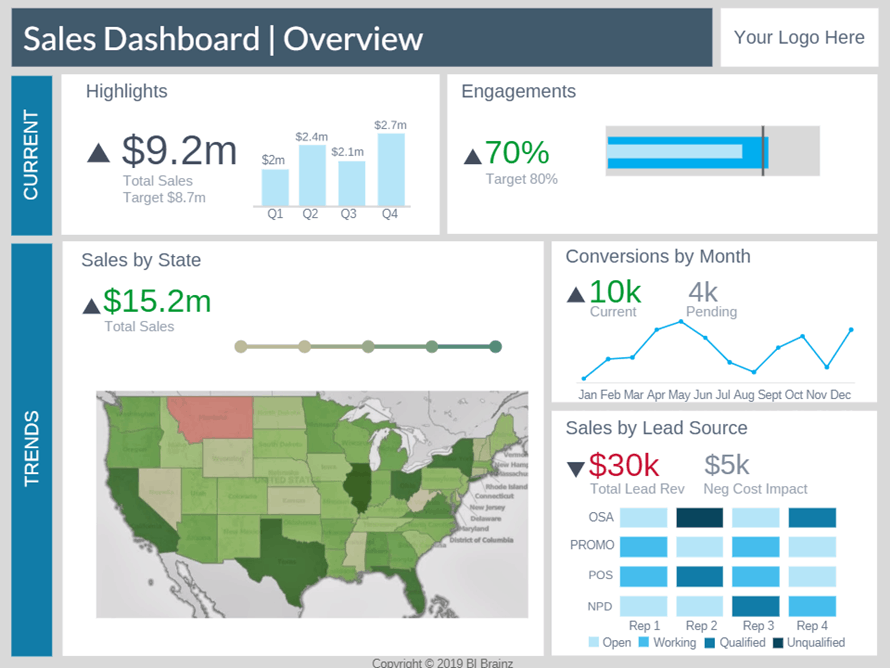 Sales Dashboard | Overview
Your Logo Here
CURRENT
Highlights
$9.2m
Total Sales
Target $8.7m
$2m
$2.4m
$2.1m
$2.7m
Q1 Q2 Q3 Q4
Engagements
70%
Target 80%
TRENDS
Sales by State
$15.2m
Total Sales
UNITED STATES
Texas
Rhode Island
Connecticut
New Jersey
Delaware
Maryland
District of Columbia
Conversions by Month
10k
Current
4k
Pending
Jan Feb Mar Apr May Jun Jul Aug Sept Oct Nov Dec
Sales by Lead Source
$30k
Total Lead Rev
$5k
Neg Cost Impact
OSA
PROMO
POS
NPD
Rep 1 Rep 2 Rep 3 Rep 4
Open Working Qualified Unqualified
Copyright © 2019 BI Brainz